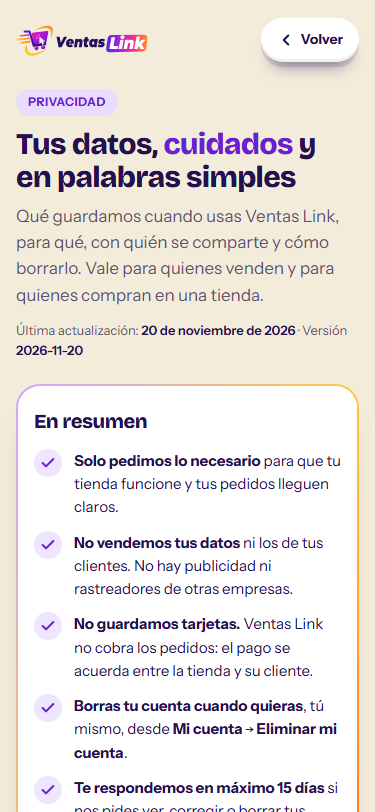 Ventas Link
Volver
PRIVACIDAD
Tus datos, cuidados y
en palabras simples
Qué guardamos cuando usas Ventas Link,
para qué, con quién se comparte y cómo
borrarlo. Vale para quienes venden y para
quienes compran en una tienda.
Última actualización: 20 de noviembre de 2026 · Versión
2026-11-20
En resumen
Solo pedimos lo necesario para que tu
tienda funcione y tus pedidos lleguen
claros.
No vendemos tus datos ni los de tus
clientes. No hay publicidad ni
rastreadores de otras empresas.
No guardamos tarjetas. Ventas Link
no cobra los pedidos: el pago se
acuerda entre la tienda y su cliente.
Borras tu cuenta cuando quieras, tú
mismo, desde Mi cuenta → Eliminar mi
cuenta.
Te respondemos en máximo 15 días si
nos pides ver, corregir o borrar tus